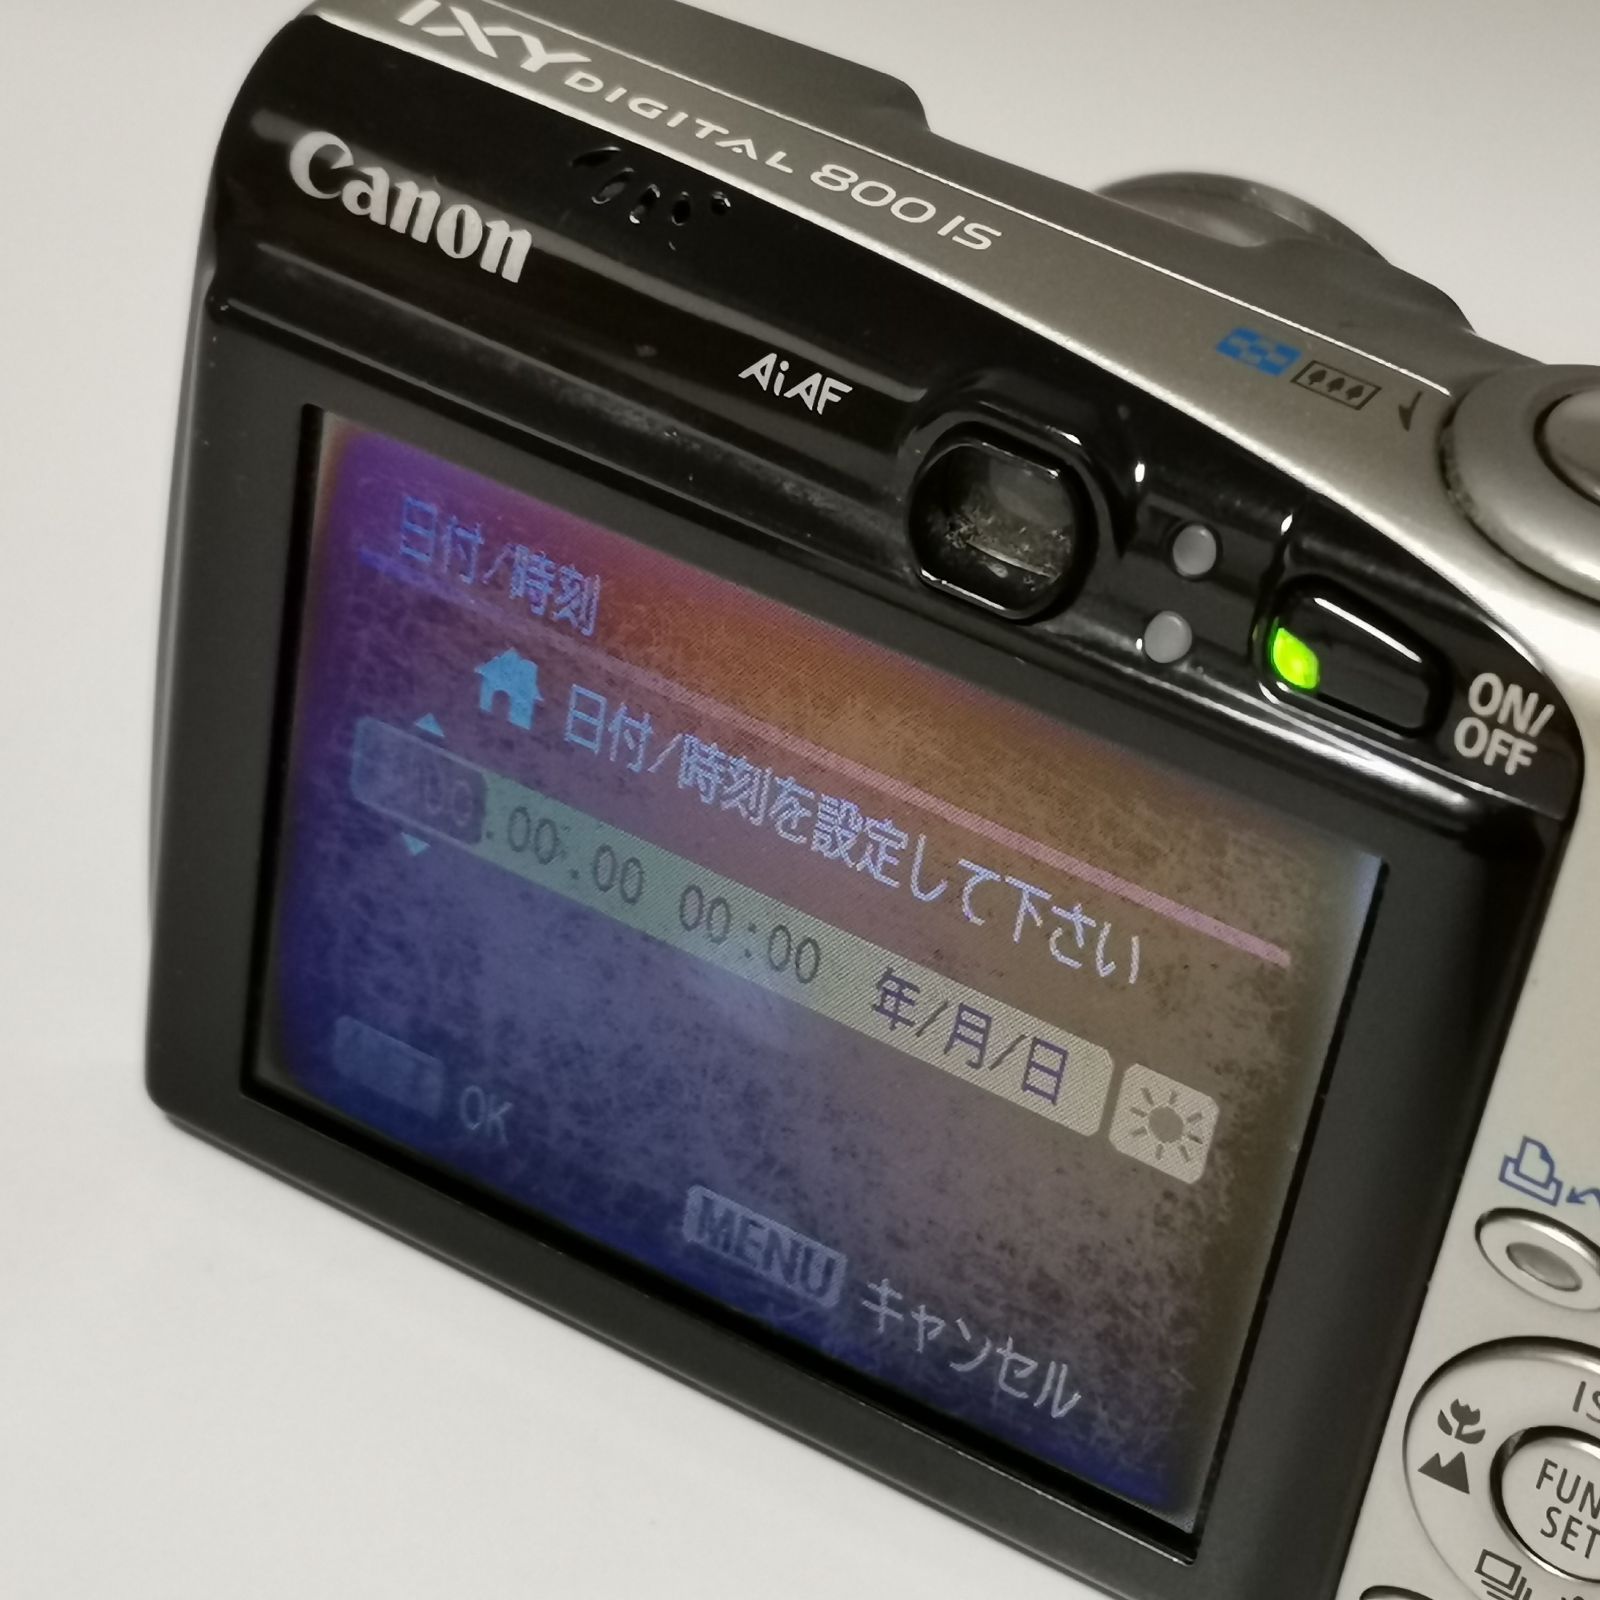 IXY DIGITAL 800 IS
Canon
AiAF
ON/
OFF
日付/時刻
日付/時刻を設定して下さい
00.00 00:00 年/月/日
OK
MENU キャンセル
IS
FUN
SET